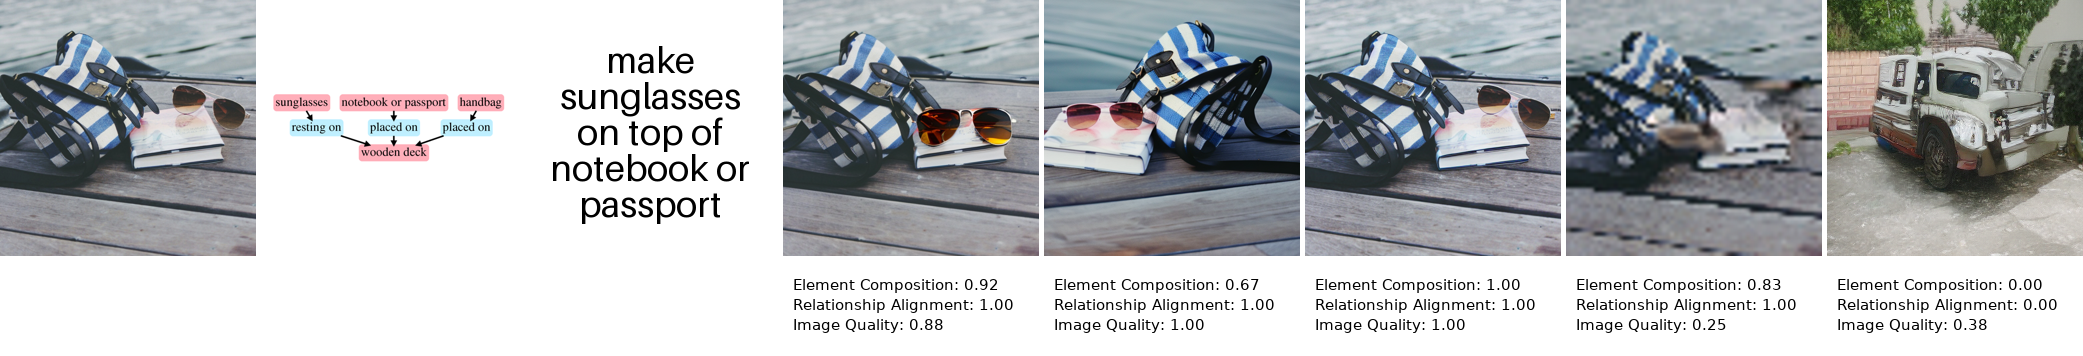 sunglasses
notebook or passport
handbag
resting on
placed on
placed on
wooden deck
make
sunglasses
on top of
notebook or
passport
Element Composition: 0.92
Relationship Alignment: 1.00
Image Quality: 0.88
Element Composition: 0.67
Relationship Alignment: 1.00
Image Quality: 1.00
Element Composition: 1.00
Relationship Alignment: 1.00
Image Quality: 1.00
Element Composition: 0.83
Relationship Alignment: 1.00
Image Quality: 0.25
Element Composition: 0.00
Relationship Alignment: 0.00
Image Quality: 0.38